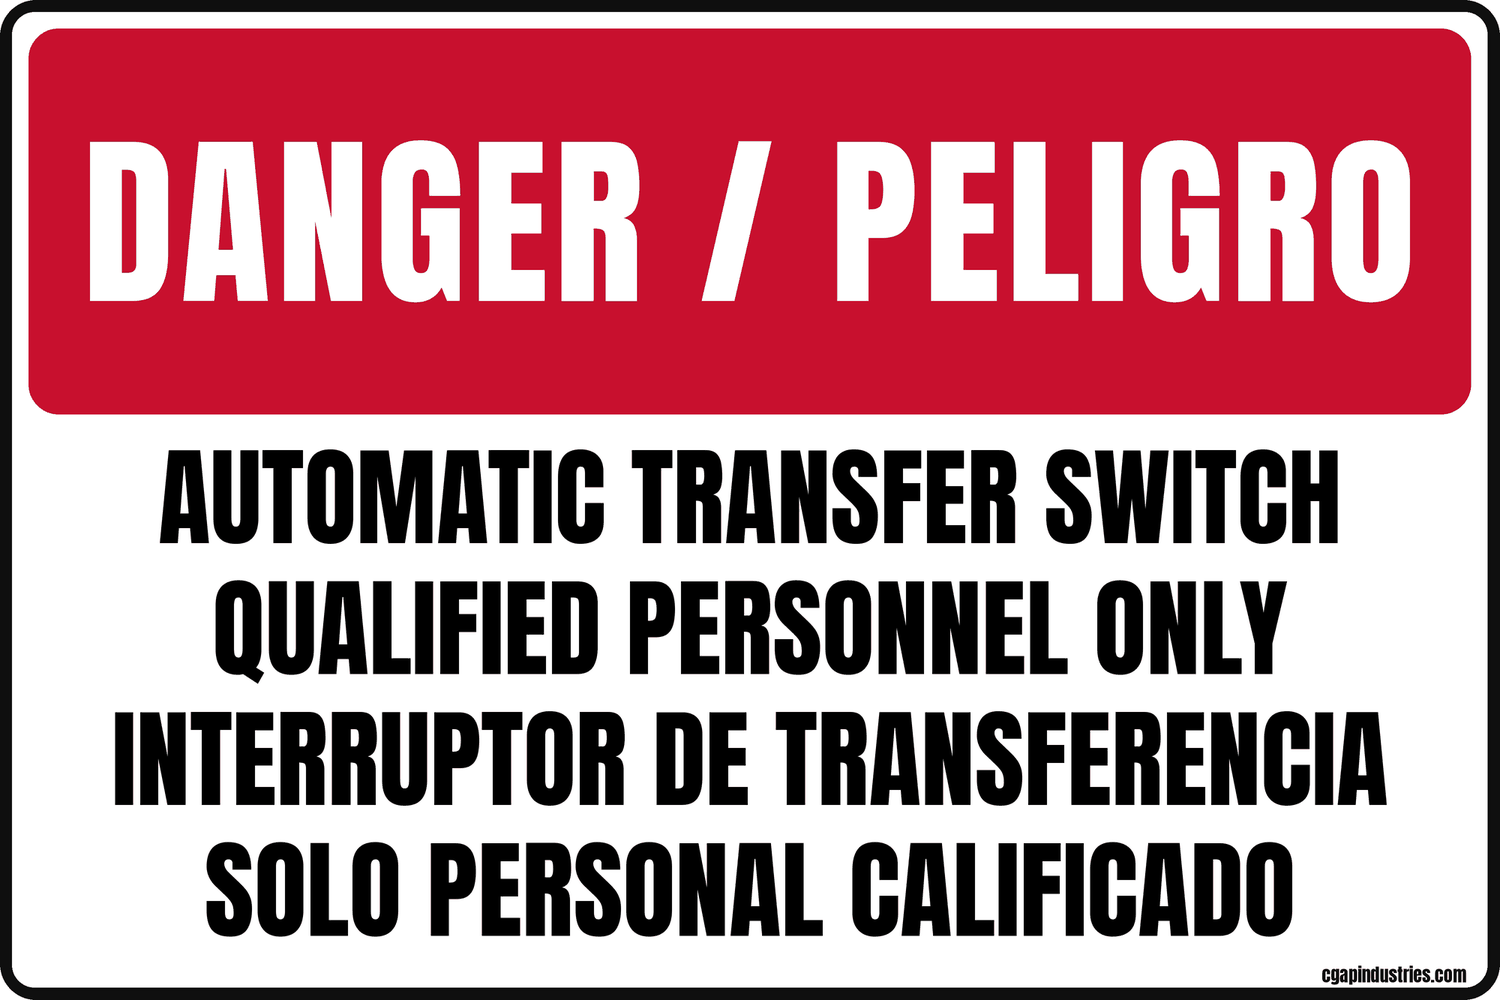 DANGER / PELIGRO
AUTOMATIC TRANSFER SWITCH
QUALIFIED PERSONNEL ONLY
INTERRUPTOR DE TRANSFERENCIA
SOLO PERSONAL CALIFICADO
cgapindustries.com